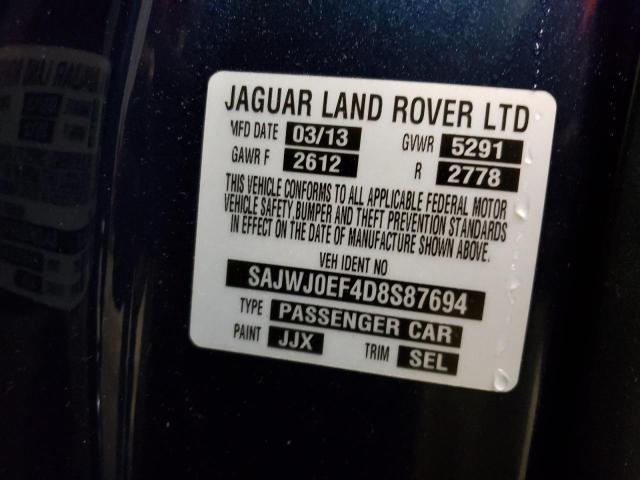 JAGUAR LAND ROVER LTD
MFD DATE 03/13 GVWR 5291
GAWR F 2612 R 2778
THIS VEHICLE CONFORMS TO ALL APPLICABLE FEDERAL MOTOR
VEHICLE SAFETY,BUMPER AND THEFT PREVENTION STANDARDS
IN EFFECT ON THE DATE OF MANUFACTURE SHOWN ABOVE.
VEH IDENT NO
SAJWJ0EF4D8S87694
TYPE PASSENGER CAR
PAINT JJX TRIM SEL